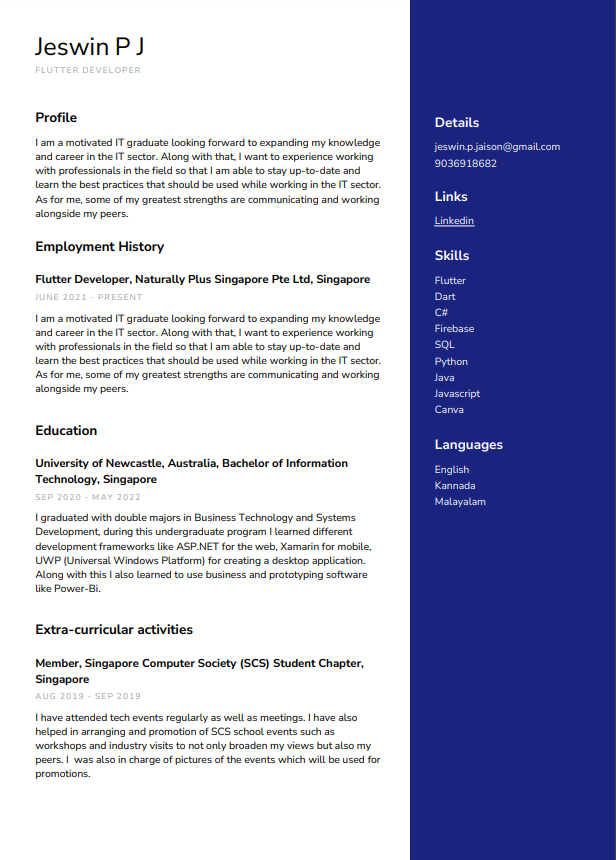 Jeswin P J
FLUTTER DEVELOPER
Profile
I am a motivated IT graduate looking forward to expanding my knowledge
and career in the IT sector. Along with that, I want to experience working
with professionals in the field so that I am able to stay up-to-date and
learn the best practices that should be used while working in the IT sector.
As for me, some of my greatest strengths are communicating and working
alongside my peers.
Employment History
Flutter Developer, Naturally Plus Singapore Pte Ltd, Singapore
JUNE 2021 - PRESENT
I am a motivated IT graduate looking forward to expanding my knowledge
and career in the IT sector. Along with that, I want to experience working
with professionals in the field so that I am able to stay up-to-date and
learn the best practices that should be used while working in the IT sector.
As for me, some of my greatest strengths are communicating and working
alongside my peers.
Education
University of Newcastle, Australia, Bachelor of Information
Technology, Singapore
SEP 2020 - MAY 2022
I graduated with double majors in Business Technology and Systems
Development, during this undergraduate program I learned different
development frameworks like ASP.NET for the web, Xamarin for mobile,
UWP (Universal Windows Platform) for creating a desktop application.
Along with this I also learned to use business and prototyping software
like Power-Bi.
Extra-curricular activities
Member, Singapore Computer Society (SCS) Student Chapter,
Singapore
AUG 2019 - SEP 2019
I have attended tech events regularly as well as meetings. I have also
helped in arranging and promotion of SCS school events such as
workshops and industry visits to not only broaden my views but also my
peers. I  was also in charge of pictures of the events which will be used for
promotions.
Details
jeswin.p.jaison@gmail.com
9036918682
Links
Linkedin
Skills
Flutter
Dart
C#
Firebase
SQL
Python
Java
Javascript
Canva
Languages
English
Kannada
Malayalam